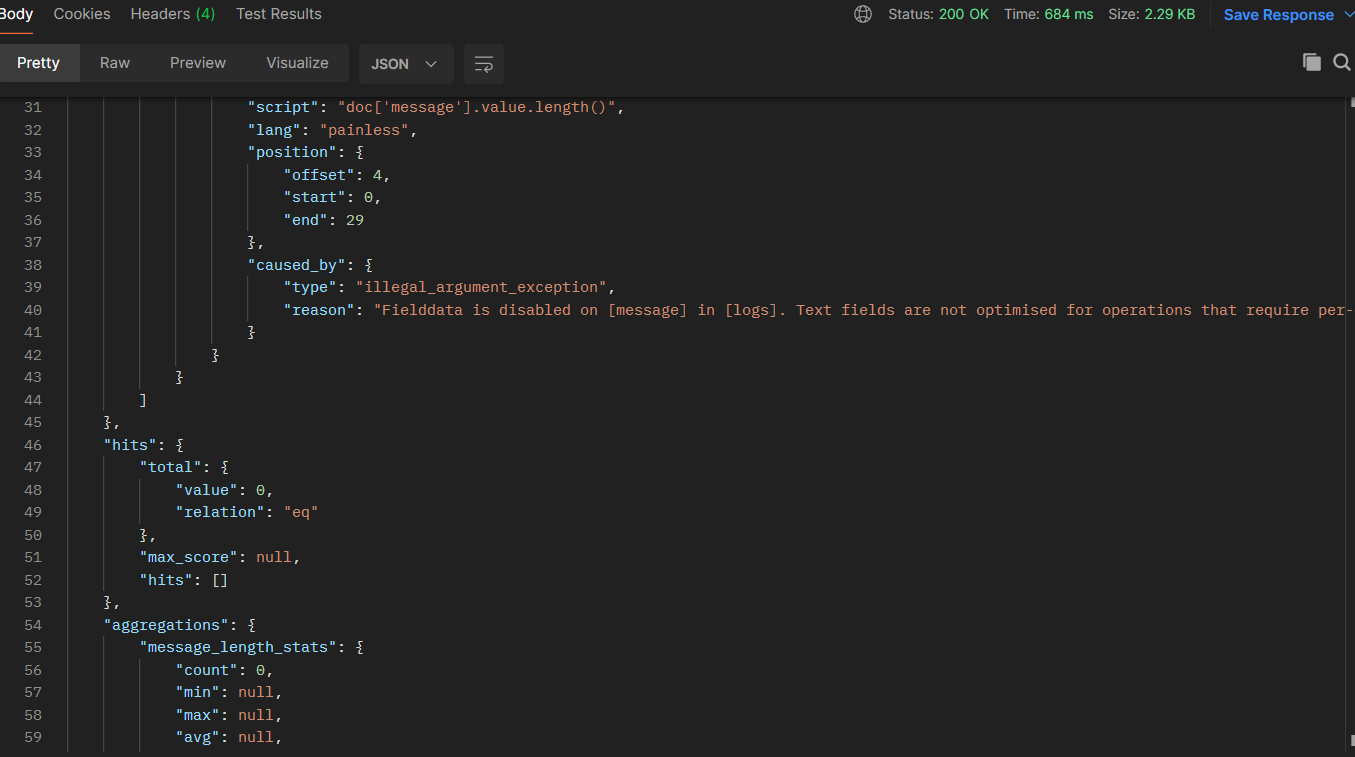 Body Cookies Headers (4) Test Results Status: 200 OK Time: 684 ms Size: 2.29 KB Save Response
Pretty Raw Preview Visualize JSON
31 "script": "doc['message'].value.length()",
32 "lang": "painless",
33 "position": {
34 "offset": 4,
35 "start": 0,
36 "end": 29
37 },
38 "caused_by": {
39 "type": "illegal_argument_exception",
40 "reason": "Fielddata is disabled on [message] in [logs]. Text fields are not optimised for operations that require per-
41 }
42 }
43 }
44 ]
45 },
46 "hits": {
47 "total": {
48 "value": 0,
49 "relation": "eq"
50 },
51 "max_score": null,
52 "hits": []
53 },
54 "aggregations": {
55 "message_length_stats": {
56 "count": 0,
57 "min": null,
58 "max": null,
59 "avg": null,